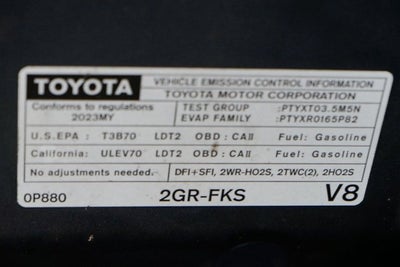 TOYOTA VEHICLE EMISSION CONTROL INFORMATION
TOYOTA MOTOR CORPORATION
Conforms to regulations TEST GROUP :PTYXT03.5M5N
2023MY EVAP FAMILY :PTYXR0165P82
U.S.EPA : T3B70 LDT2 OBD : CAII Fuel: Gasoline
California: ULEV70 LDT2 OBD : CAII Fuel: Gasoline
No adjustments needed. DFI+SFI, 2WR-HO2S, 2TWC(2), 2HO2S
0P880 2GR-FKS V8